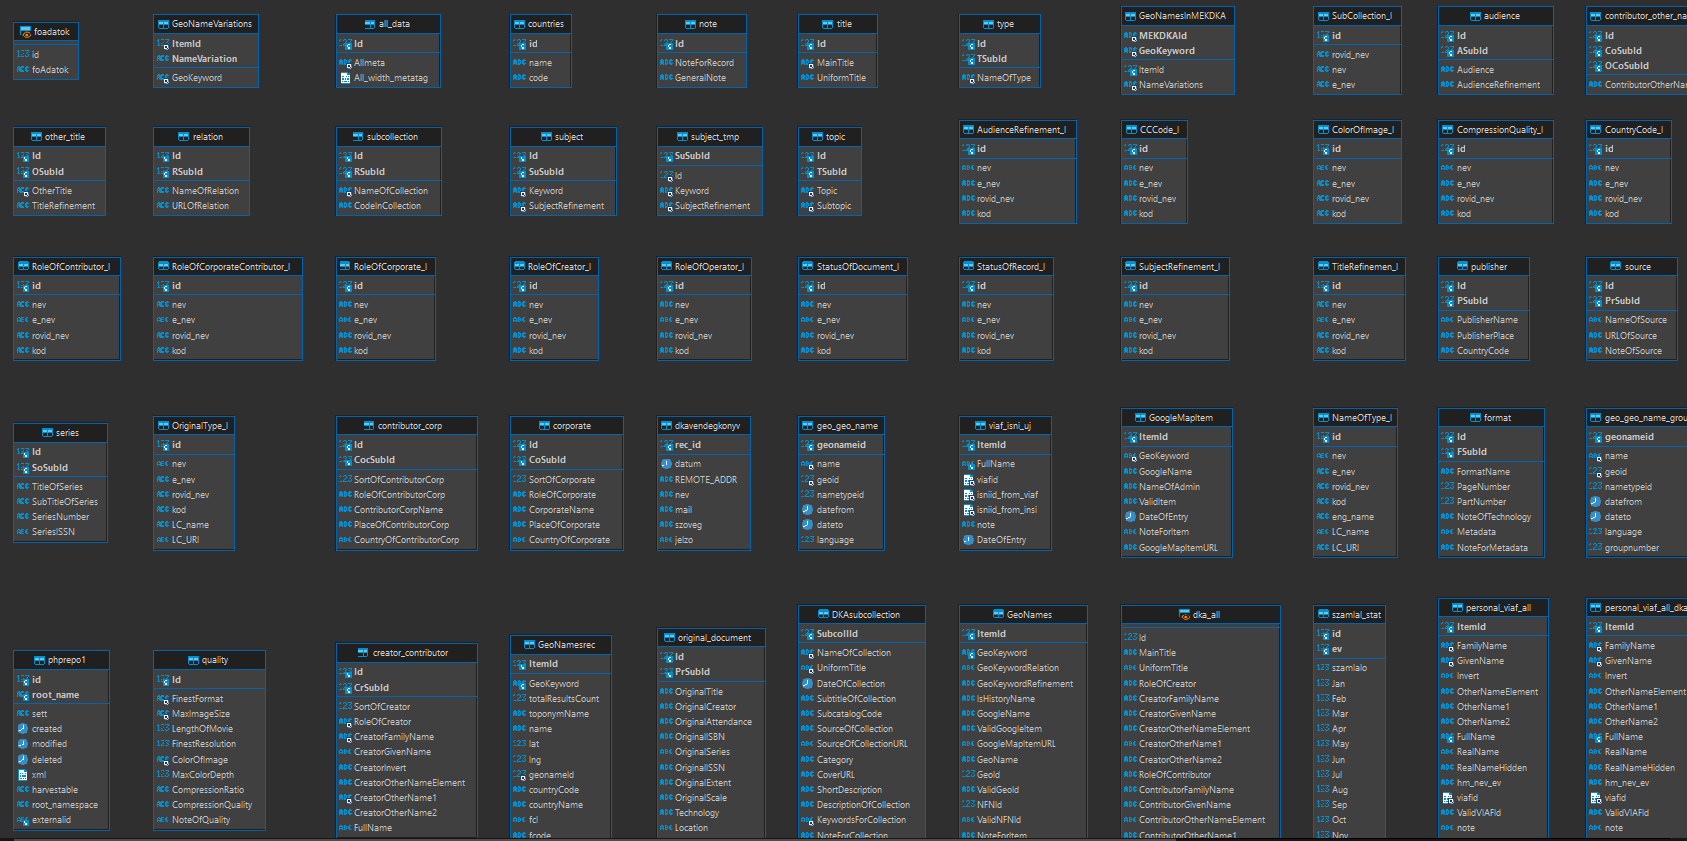 foadatok
id
foAdatok
GeoNameVariations
ItemId
NameVariation
GeoKeyword
all_data
Id
Allmeta
All_width_metatag
countries
id
name
code
note
Id
NoteForRecord
GeneralNote
title
Id
MainTitle
UniformTitle
type
Id
TSubId
NameOfType
GeoNamesInMEKDKA
MEKDKAId
GeoKeyword
ItemId
NameVariations
SubCollection_l
id
rovid_nev
nev
e_nev
audience
Id
ASubId
Audience
AudienceRefinement
contributor_other_na
Id
CoSubId
OCoSubId
ContributorOtherNam
other_title
Id
OSubId
OtherTitle
TitleRefinement
relation
Id
RSubId
NameOfRelation
URLOfRelation
subcollection
Id
RSubId
NameOfCollection
CodeInCollection
subject
Id
SuSubId
Keyword
SubjectRefinement
subject_tmp
SuSubId
Id
Keyword
SubjectRefinement
topic
Id
TSubId
Topic
Subtopic
AudienceRefinement_l
id
nev
e_nev
rovid_nev
kod
CCCode_l
id
nev
e_nev
rovid_nev
kod
ColorOfImage_l
id
nev
e_nev
rovid_nev
kod
CompressionQuality_l
id
nev
e_nev
rovid_nev
kod
CountryCode_l
id
nev
e_nev
rovid_nev
kod
RoleOfContributor_l
id
nev
e_nev
rovid_nev
kod
RoleOfCorporateContributor_l
id
nev
e_nev
rovid_nev
kod
RoleOfCorporate_l
id
nev
e_nev
rovid_nev
kod
RoleOfCreator_l
id
nev
e_nev
rovid_nev
kod
RoleOfOperator_l
id
nev
e_nev
rovid_nev
kod
StatusOfDocument_l
id
nev
e_nev
rovid_nev
kod
StatusOfRecord_l
id
nev
e_nev
rovid_nev
kod
SubjectRefinement_l
id
nev
e_nev
rovid_nev
kod
TitleRefinemen_l
id
nev
e_nev
rovid_nev
kod
publisher
Id
PSubId
PublisherName
PublisherPlace
CountryCode
source
Id
PrSubId
NameOfSource
URLOfSource
NoteOfSource
series
Id
SoSubId
TitleOfSeries
SubTitleOfSeries
SeriesNumber
SeriesISSN
OriginalType_l
id
nev
e_nev
rovid_nev
kod
LC_name
LC_URI
contributor_corp
Id
CocSubId
SortOfContributorCorp
RoleOfContributorCorp
ContributorCorpName
PlaceOfContributorCorp
CountryOfContributorCorp
corporate
Id
CoSubId
SortOfCorporate
RoleOfCorporate
CorporateName
PlaceOfCorporate
CountryOfCorporate
dkavendegkonyv
rec_id
datum
REMOTE_ADDR
nev
mail
szoveg
jelzo
geo_geo_name
geonameid
name
geoid
nametypeid
datefrom
dateto
language
viaf_isni_uj
ItemId
FullName
viafid
isniid_from_viaf
isniid_from_insi
note
DateOfEntry
GoogleMapItem
ItemId
GeoKeyword
GoogleName
NameOfAdmin
ValidItem
DateOfEntry
NoteForItem
GoogleMapItemURL
NameOfType_l
id
nev
e_nev
rovid_nev
kod
eng_name
LC_name
LC_URI
format
Id
FSubId
FormatName
PageNumber
PartNumber
NoteOfTechnology
Metadata
NoteForMetadata
geo_geo_name_grou
geonameid
name
geoid
nametypeid
datefrom
dateto
language
groupnumber
phprepo1
id
root_name
sett
created
modified
deleted
xml
harvestable
root_namespace
externalid
quality
Id
FinestFormat
MaxImageSize
LengthOfMovie
FinestResolution
ColorOfImage
MaxColorDepth
CompressionRatio
CompressionQuality
NoteOfQuality
creator_contributor
Id
CrSubId
SortOfCreator
RoleOfCreator
CreatorFamilyName
CreatorGivenName
CreatorInvert
CreatorOtherNameElement
CreatorOtherName1
CreatorOtherName2
FullName
GeoNamesrec
ItemId
GeoKeyword
totalResultsCount
toponymName
name
lat
lng
geonameId
countryCode
countryName
fcl
fcode
original_document
Id
PrSubId
OriginalTitle
OriginalCreator
OriginalAttendance
OriginalISBN
OriginalSeries
OriginalISSN
OriginalExtent
OriginalScale
Technology
Location
DKAsubcollection
SubcollId
NameOfCollection
UniformTitle
DateOfCollection
SubtitleOfCollection
SubcatalogCode
SourceOfCollection
SourceOfCollectionURL
Category
CoverURL
ShortDescription
DescriptionOfCollection
KeywordsForCollection
NoteForCollection
GeoNames
ItemId
GeoKeyword
GeoKeywordRelation
GeoKeywordRefinement
IsHistoryName
GoogleName
ValidGoogleItem
GoogleMapItemURL
GeoName
GeoId
ValidGeoId
NFNId
ValidNFNId
NoteForItem
dka_all
Id
MainTitle
UniformTitle
RoleOfCreator
CreatorFamilyName
CreatorGivenName
CreatorOtherNameElement
CreatorOtherName1
CreatorOtherName2
RoleOfContributor
ContributorFamilyName
ContributorGivenName
ContributorOtherNameElement
ContributorOtherName1
szamlal_stat
id
ev
szamlalo
Jan
Feb
Mar
Apr
May
Jun
Jul
Aug
Sep
Oct
Nov
personal_viaf_all
ItemId
FamilyName
GivenName
Invert
OtherNameElement
OtherName1
OtherName2
FullName
RealName
RealNameHidden
hm_nev_ev
viafid
ValidVIAFId
note
personal_viaf_all_dka
ItemId
FamilyName
GivenName
Invert
OtherNameElement
OtherName1
OtherName2
FullName
RealName
RealNameHidden
hm_nev_ev
viafid
ValidVIAFId
note